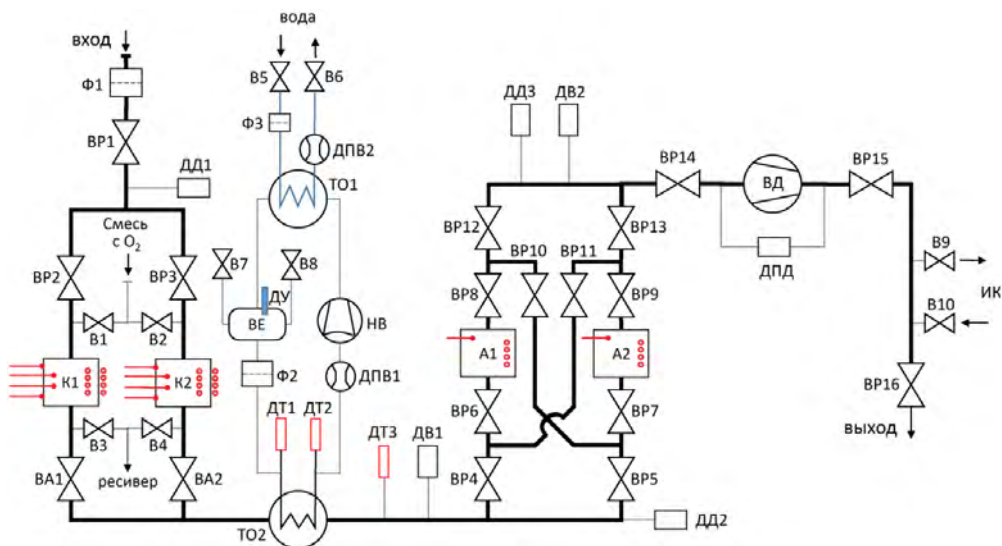 вход
вода
Ф1
В5
В6
ВР1
Ф3
ДПВ2
ДД1
ТО1
Смесь
с О₂
ВР2
ВР3
В7
В8
ДУ
ВЕ
НВ
В1
В2
К1
К2
Ф2
ДПВ1
ДТ1
ДТ2
В3
В4
ВА1
ВА2
ресивер
ТО2
ДТ3
ДВ1
ДД3
ДВ2
ВР14
ВД
ВР15
ВР12
ВР10
ВР11
ВР13
ДПД
В9
ИК
В10
ВР8
ВР9
А1
А2
ВР6
ВР7
ВР16
выход
ВР4
ВР5
ДД2